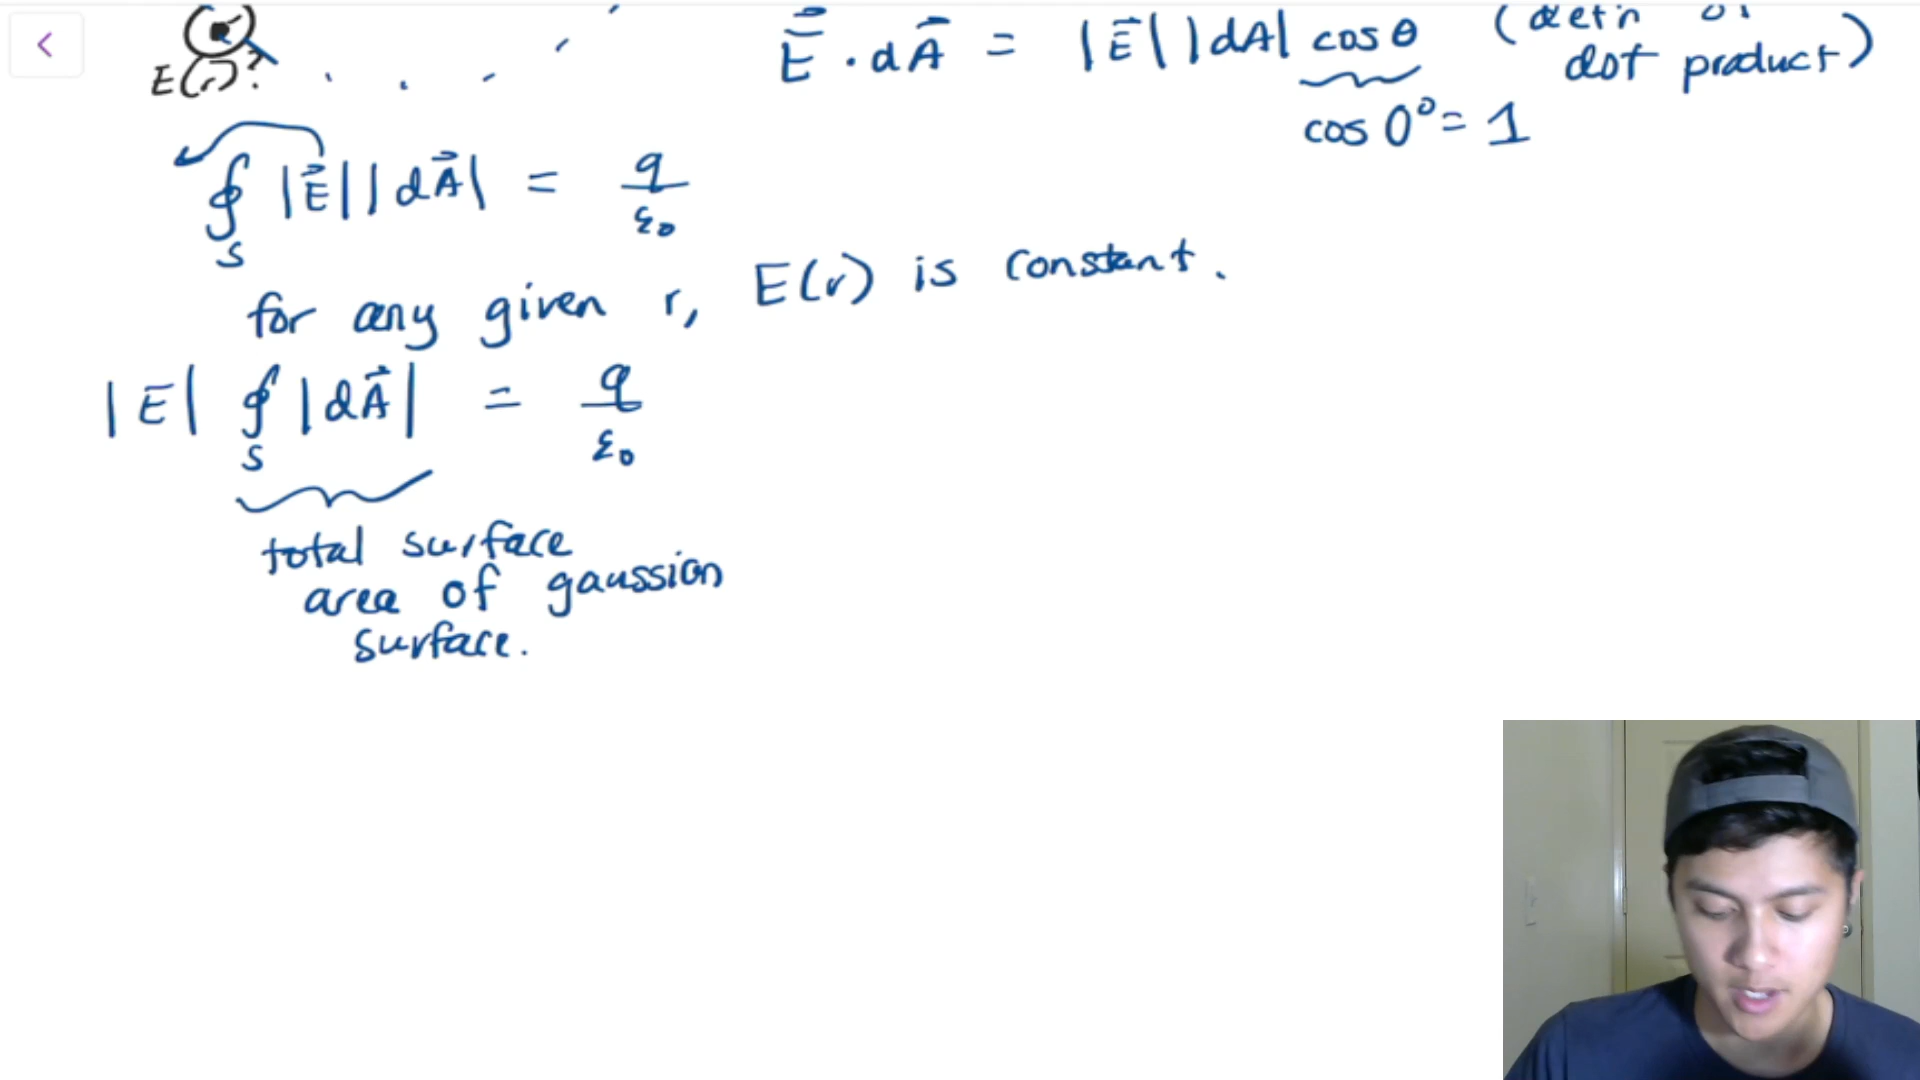 E(r)?
E⃗ · dA⃗ = |E⃗||dA| cos θ (def'n of
dot product)
cos 0° = 1
∮ |E⃗||dA⃗| = q/ε₀
S
for any given r, E(r) is constant.
|E| ∮ |dA⃗| = q/ε₀
S
total surface
area of gaussian
surface.